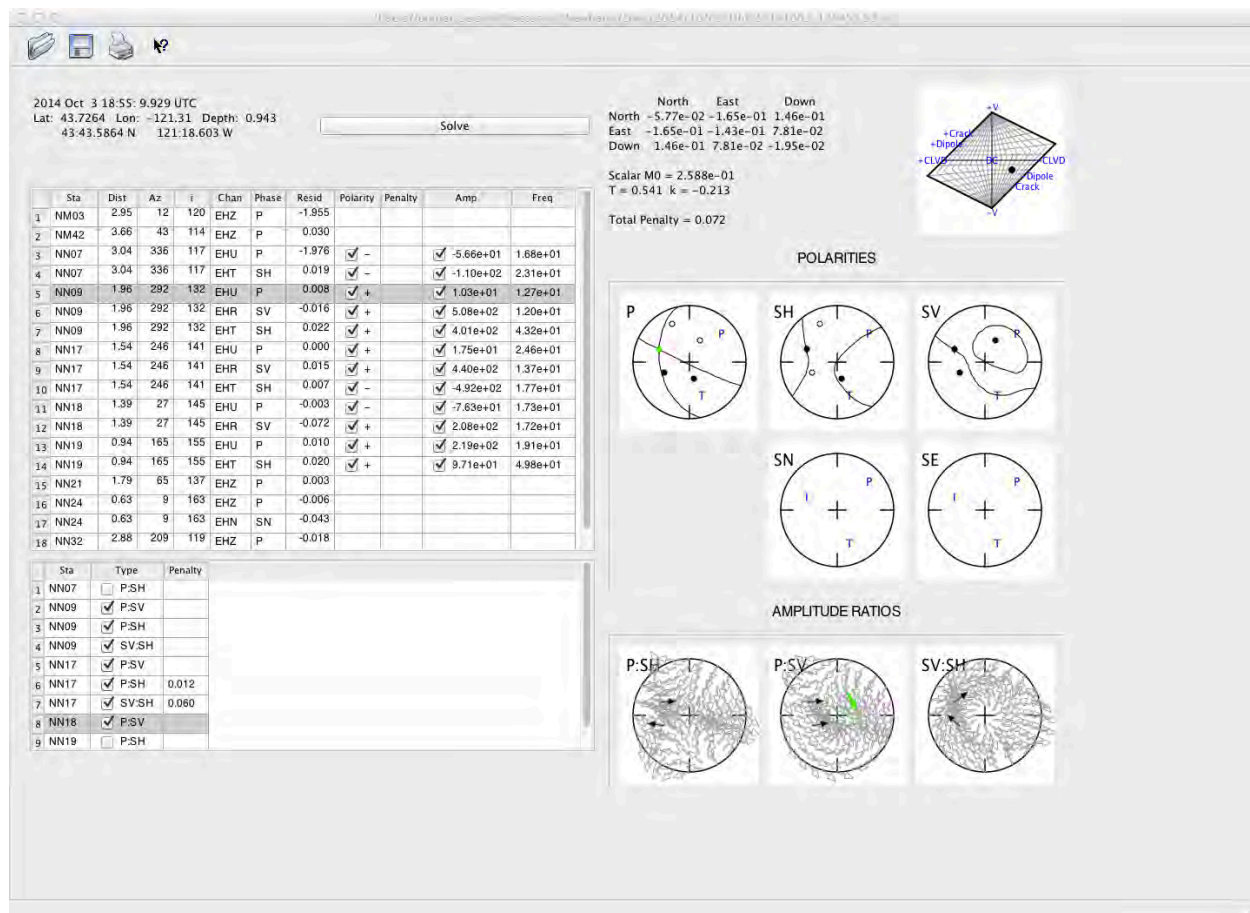 2014 Oct 3 18:55: 9.929 UTC
Lat: 43.7264 Lon: -121.31 Depth: 0.943
43:43.5864 N 121:18.603 W
Solve
North East Down
North -5.77e-02 -1.65e-01 1.46e-01
East -1.65e-01 -1.43e-01 7.81e-02
Down 1.46e-01 7.81e-02 -1.95e-02
Scalar M0 = 2.588e-01
T = 0.541 k = -0.213
Total Penalty = 0.072
+V
+Crack
+Dipole
+CLVD
DC
-CLVD
-Dipole
-Crack
-V
Sta Dist Az i Chan Phase Resid Polarity Penalty Amp Freq
1 NM03 2.95 12 120 EHZ P -1.955
2 NM42 3.66 43 114 EHZ P 0.030
3 NN07 3.04 336 117 EHU P -1.976 - -5.66e+01 1.68e+01
4 NN07 3.04 336 117 EHT SH 0.019 - -1.10e+02 2.31e+01
5 NN09 1.96 292 132 EHU P 0.008 + 1.03e+01 1.27e+01
6 NN09 1.96 292 132 EHR SV -0.016 + 5.08e+02 1.20e+01
7 NN09 1.96 292 132 EHT SH 0.022 + 4.01e+02 4.32e+01
8 NN17 1.54 246 141 EHU P 0.000 + 1.75e+01 2.46e+01
9 NN17 1.54 246 141 EHR SV 0.015 + 4.40e+02 1.37e+01
10 NN17 1.54 246 141 EHT SH 0.007 - -4.92e+02 1.77e+01
11 NN18 1.39 27 145 EHU P -0.003 - -7.63e+01 1.73e+01
12 NN18 1.39 27 145 EHR SV -0.072 + 2.08e+02 1.72e+01
13 NN19 0.94 165 155 EHU P 0.010 + 2.19e+02 1.91e+01
14 NN19 0.94 165 155 EHT SH 0.020 + 9.71e+01 4.98e+01
15 NN21 1.79 65 137 EHZ P 0.003
16 NN24 0.63 9 163 EHZ P -0.006
17 NN24 0.63 9 163 EHN SN -0.043
18 NN32 2.88 209 119 EHZ P -0.018
Sta Type Penalty
1 NN07 P:SH
2 NN09 P:SV
3 NN09 P:SH
4 NN09 SV:SH
5 NN17 P:SV
6 NN17 P:SH 0.012
7 NN17 SV:SH 0.060
8 NN18 P:SV
9 NN19 P:SH
POLARITIES
P P T
SH P T
SV P T
SN P I T
SE P I T
AMPLITUDE RATIOS
P:SH P:SV SV:SH